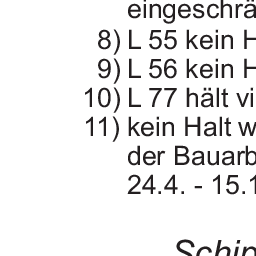 eingeschrä
8) L 55 kein H
9) L 56 kein H
10) L 77 hält vi
11) kein Halt w
der Bauarb
24.4. - 15.1
Schip